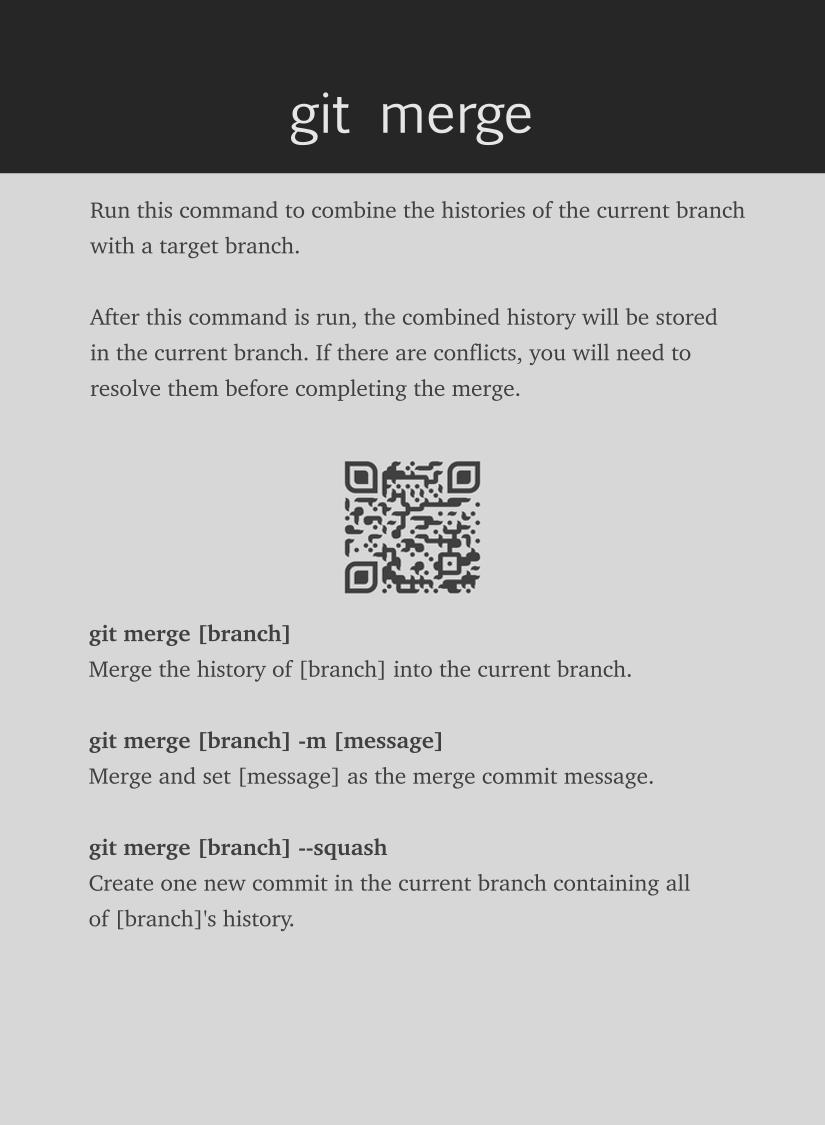 git merge
Run this command to combine the histories of the current branch
with a target branch.
After this command is run, the combined history will be stored
in the current branch. If there are conflicts, you will need to
resolve them before completing the merge.
git merge [branch]
Merge the history of [branch] into the current branch.
git merge [branch] -m [message]
Merge and set [message] as the merge commit message.
git merge [branch] --squash
Create one new commit in the current branch containing all
of [branch]'s history.